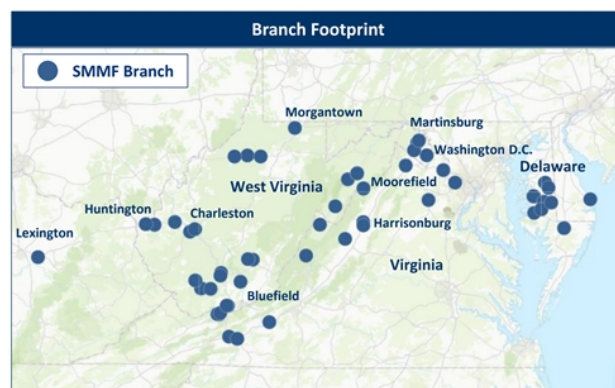 Branch Footprint
SMMF Branch
Morgantown
Martinsburg
Washington D.C.
Delaware
West Virginia
Moorefield
Huntington
Charleston
Harrisonburg
Lexington
Virginia
Bluefield